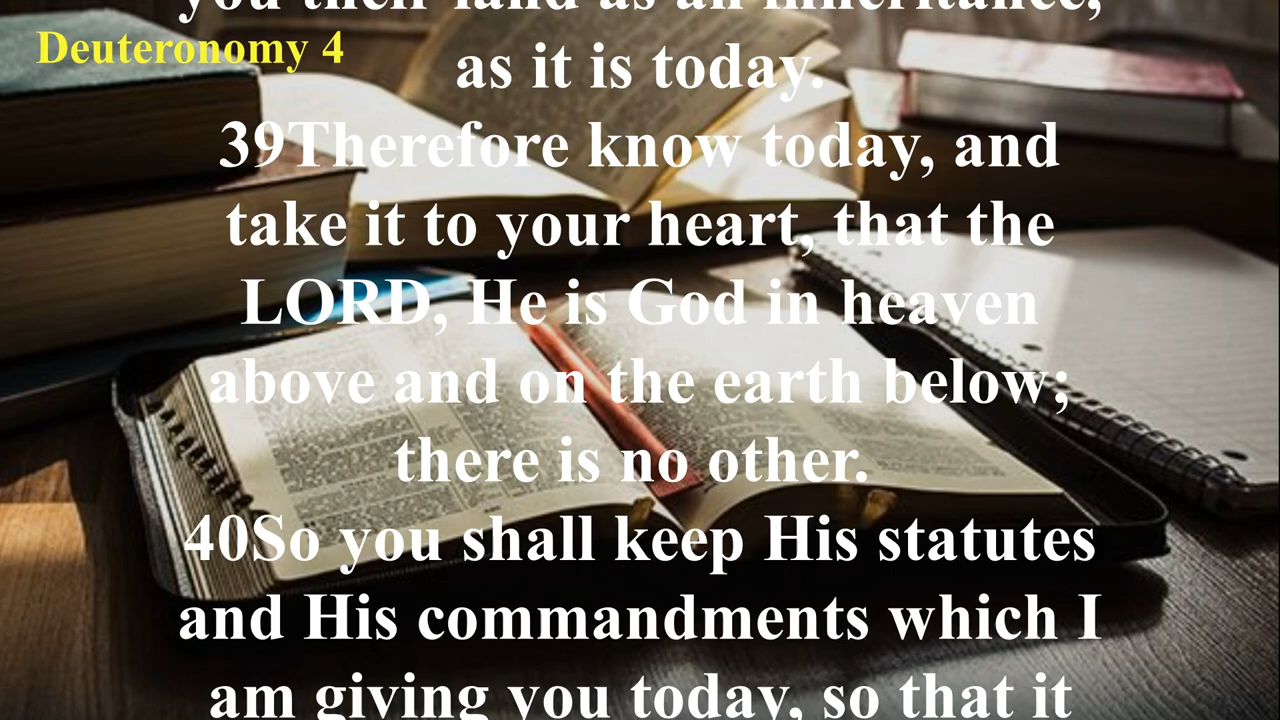 you their land as an inheritance,
Deuteronomy 4
as it is today.
39Therefore know today, and
take it to your heart, that the
LORD, He is God in heaven
above and on the earth below;
there is no other.
40So you shall keep His statutes
and His commandments which I
am giving you today, so that it